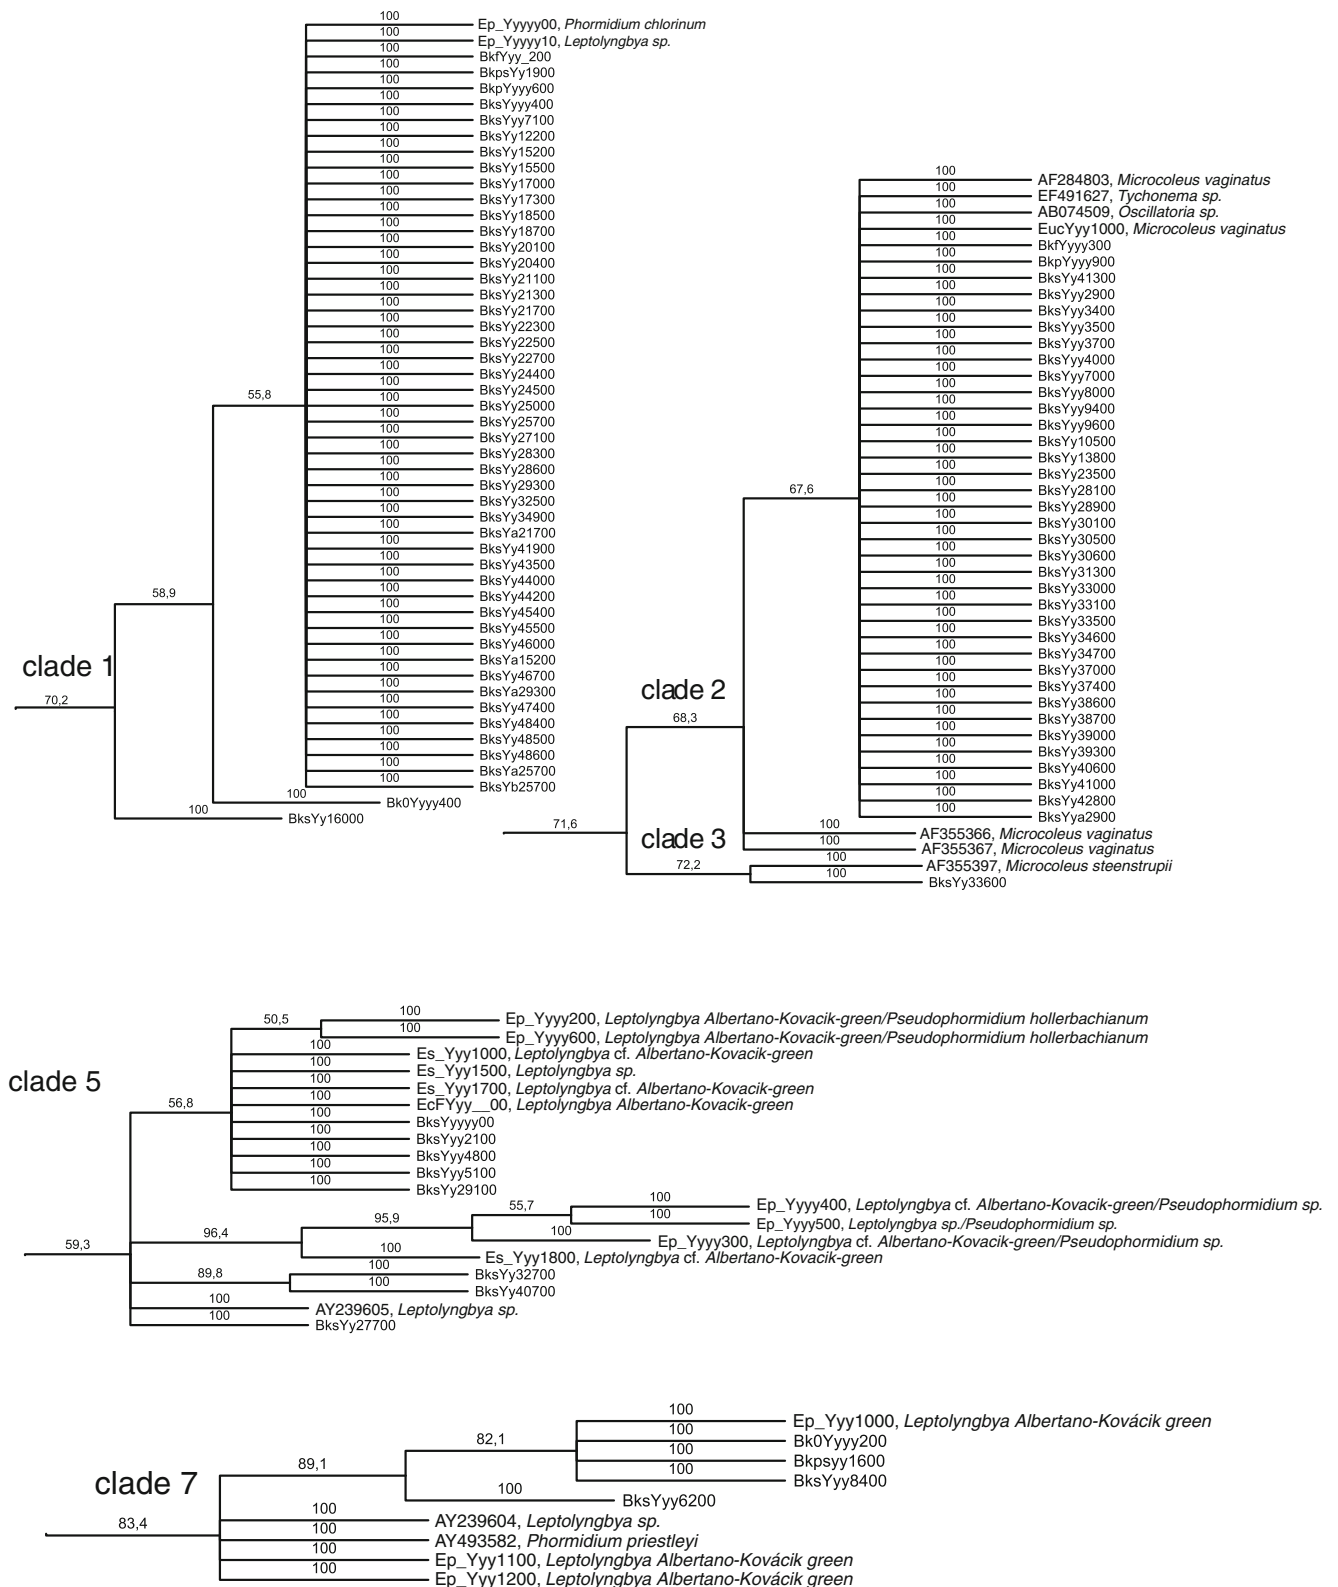 100
Ep_Yyyyy00, Phormidium chlorinum
100
Ep_Yyyyy10, Leptolyngbya sp.
100
BkfYyy_200
100
BkpsYy1900
100
BkpYyyy600
100
BksYyyy400
100
BksYyy7100
100
BksYy12200
100
BksYy15200
100
BksYy15500
100
BksYy17000
100
BksYy17300
100
BksYy18500
100
BksYy18700
100
BksYy20100
100
BksYy20400
100
BksYy21100
100
BksYy21300
100
BksYy21700
100
BksYy22300
100
BksYy22500
100
BksYy22700
100
BksYy24400
100
BksYy24500
100
BksYy25000
100
BksYy25700
100
BksYy27100
100
BksYy28300
100
BksYy28600
100
BksYy29300
100
BksYy32500
100
BksYy34900
100
BksYa21700
100
BksYy41900
100
BksYy43500
100
BksYy44000
100
BksYy44200
100
BksYy45400
100
BksYy45500
100
BksYy46000
100
BksYa15200
100
BksYy46700
100
BksYa29300
100
BksYy47400
100
BksYy48400
100
BksYy48500
100
BksYy48600
100
BksYa25700
100
BksYb25700
55,8
58,9
clade 1
70,2
100
Bk0Yyyy400
100
BksYy16000
100
AF284803, Microcoleus vaginatus
100
EF491627, Tychonema sp.
100
AB074509, Oscillatoria sp.
100
EucYyy1000, Microcoleus vaginatus
100
BkfYyyy300
100
BkpYyyy900
100
BksYy41300
100
BksYyy2900
100
BksYyy3400
100
BksYyy3500
100
BksYyy3700
100
BksYyy4000
100
BksYyy7000
100
BksYyy8000
100
BksYyy9400
100
BksYyy9600
100
BksYy10500
100
BksYy13800
100
BksYy23500
100
BksYy28100
100
BksYy28900
100
BksYy30100
100
BksYy30500
100
BksYy30600
100
BksYy31300
100
BksYy33000
100
BksYy33100
100
BksYy33500
100
BksYy34600
100
BksYy34700
100
BksYy37000
100
BksYy37400
100
BksYy38600
100
BksYy38700
100
BksYy39000
100
BksYy39300
100
BksYy40600
100
BksYy41000
100
BksYy42800
100
BksYya2900
67,6
clade 2
68,3
100
AF355366, Microcoleus vaginatus
100
AF355367, Microcoleus vaginatus
71,6
clade 3
72,2
100
AF355397, Microcoleus steenstrupii
100
BksYy33600
clade 5
50,5
100
Ep_Yyyy200, Leptolyngbya Albertano-Kovacik-green/Pseudophormidium hollerbachianum
100
Ep_Yyyy600, Leptolyngbya Albertano-Kovacik-green/Pseudophormidium hollerbachianum
100
Es_Yyy1000, Leptolyngbya cf. Albertano-Kovacik-green
100
Es_Yyy1500, Leptolyngbya sp.
100
Es_Yyy1700, Leptolyngbya cf. Albertano-Kovacik-green
100
EcFYyy__00, Leptolyngbya Albertano-Kovacik-green
56,8
100
BksYyyyy00
100
BksYyy2100
100
BksYyy4800
100
BksYyy5100
100
BksYy29100
55,7
100
Ep_Yyyy400, Leptolyngbya cf. Albertano-Kovacik-green/Pseudophormidium sp.
100
Ep_Yyyy500, Leptolyngbya sp./Pseudophormidium sp.
95,9
100
Ep_Yyyy300, Leptolyngbya cf. Albertano-Kovacik-green/Pseudophormidium sp.
96,4
100
Es_Yyy1800, Leptolyngbya cf. Albertano-Kovacik-green
59,3
89,8
100
BksYy32700
100
BksYy40700
100
AY239605, Leptolyngbya sp.
100
BksYy27700
clade 7
83,4
89,1
82,1
100
Ep_Yyy1000, Leptolyngbya Albertano-Kovácik green
100
Bk0Yyyy200
100
Bkpsyy1600
100
BksYyy8400
100
BksYyy6200
100
AY239604, Leptolyngbya sp.
100
AY493582, Phormidium priestleyi
100
Ep_Yyy1100, Leptolyngbya Albertano-Kovácik green
100
Ep_Yyy1200, Leptolyngbya Albertano-Kovácik green